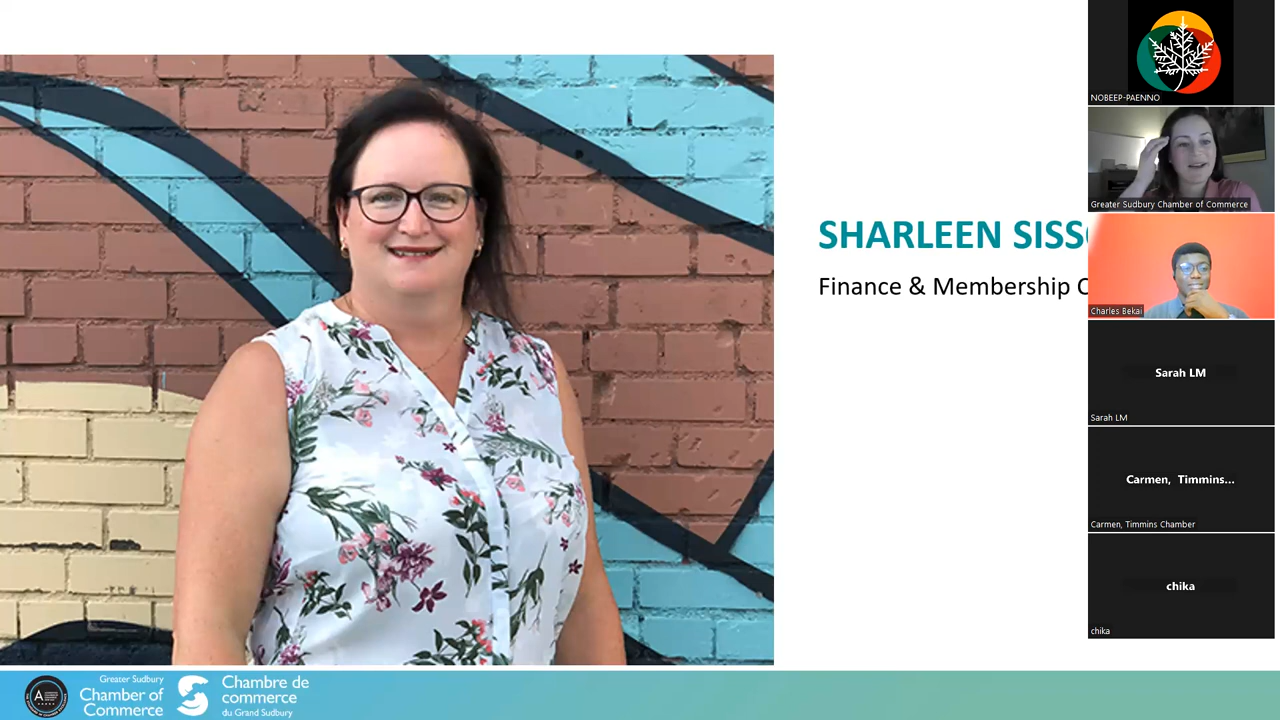 SHARLEEN SISS
Finance & Membership
NOBEEP-PAENNO
Greater Sudbury Chamber of Commerce
Charles Bekai
Sarah LM
Sarah LM
Carmen, Timmins...
Carmen, Timmins Chamber
chika
chika
Greater Sudbury
Chamber of
Commerce
Chambre de
commerce
du Grand Sudbury